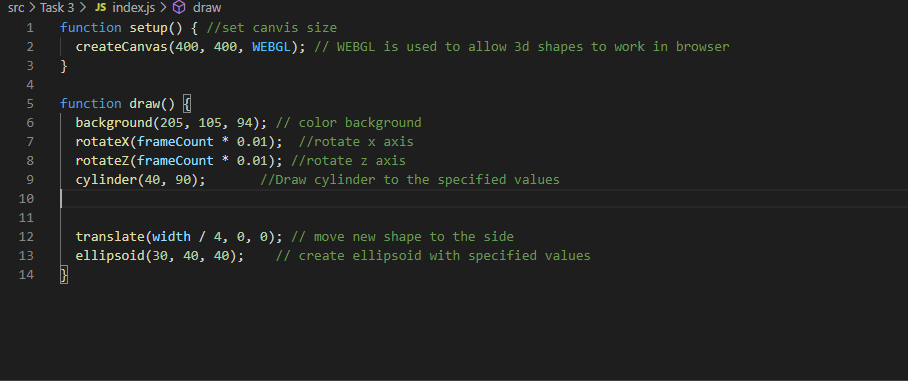 src > Task 3 > JS index.js > draw
1 function setup() { //set canvis size
2 createCanvas(400, 400, WEBGL); // WEBGL is used to allow 3d shapes to work in browser
3 }
4
5 function draw() {
6 background(205, 105, 94); // color background
7 rotateX(frameCount * 0.01);  //rotate x axis
8 rotateZ(frameCount * 0.01); //rotate z axis
9 cylinder(40, 90);       //Draw cylinder to the specified values
10
11
12 translate(width / 4, 0, 0); // move new shape to the side
13 ellipsoid(30, 40, 40);    // create ellipsoid with specified values
14 }